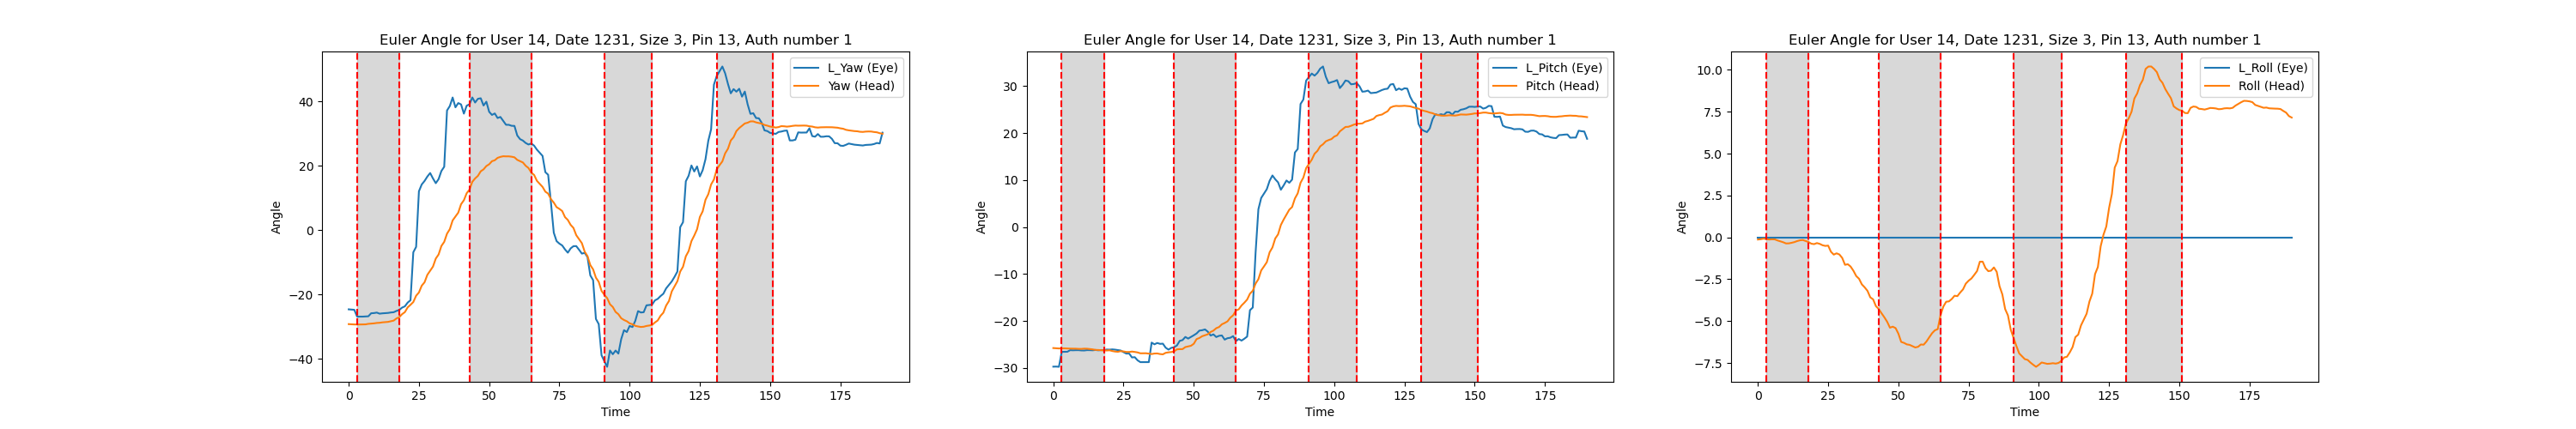 Euler Angle for User 14, Date 1231, Size 3, Pin 13, Auth number 1
L_Yaw (Eye)
Yaw (Head)
Angle
40
20
0
−20
−40
0 25 50 75 100 125 150 175
Time
Euler Angle for User 14, Date 1231, Size 3, Pin 13, Auth number 1
L_Pitch (Eye)
Pitch (Head)
Angle
30
20
10
0
−10
−20
−30
0 25 50 75 100 125 150 175
Time
Euler Angle for User 14, Date 1231, Size 3, Pin 13, Auth number 1
L_Roll (Eye)
Roll (Head)
Angle
10.0
7.5
5.0
2.5
0.0
−2.5
−5.0
−7.5
0 25 50 75 100 125 150 175
Time